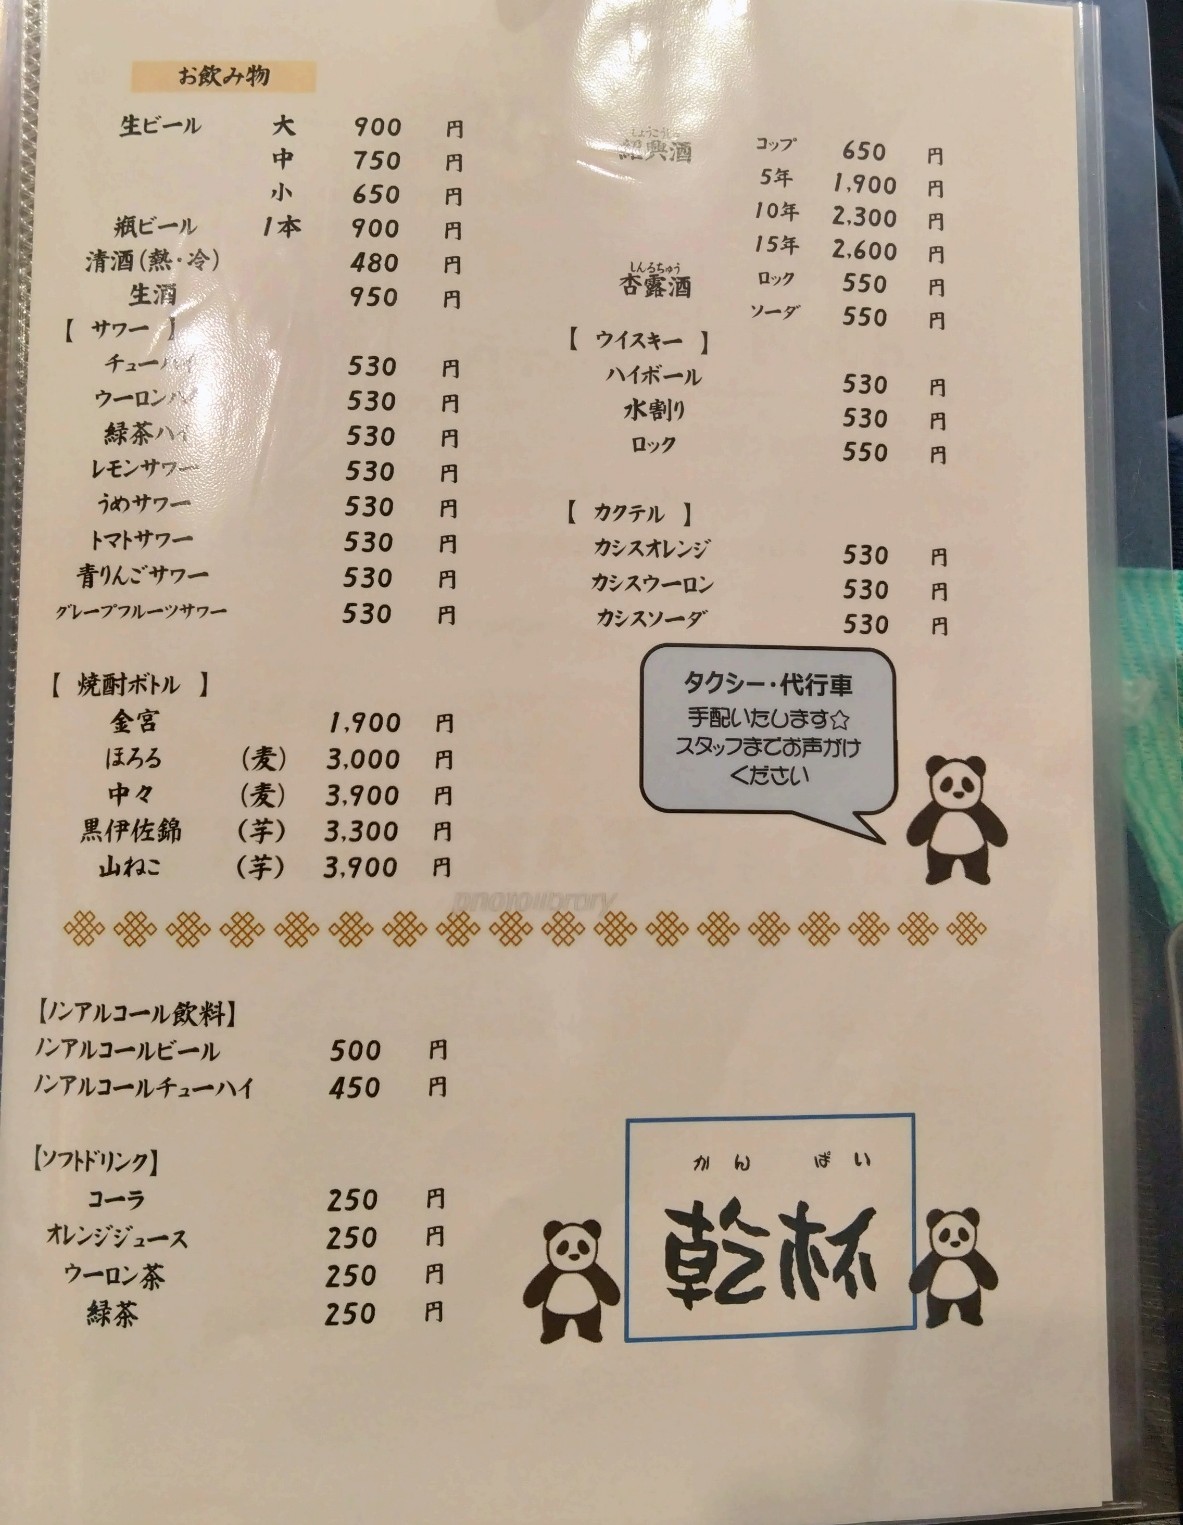 お飲み物
生ビール 大 900 円
中 750 円
小 650 円
瓶ビール 1本 900 円
清酒(熱・冷) 480 円
生酒 950 円
【 サワー 】
チューハイ 530 円
ウーロンハイ 530 円
緑茶ハイ 530 円
レモンサワー 530 円
うめサワー 530 円
トマトサワー 530 円
青りんごサワー 530 円
グレープフルーツサワー 530 円
【 焼酎ボトル 】
金宮 1,900 円
ほろる (麦) 3,000 円
中々 (麦) 3,900 円
黒伊佐錦 (芋) 3,300 円
山ねこ (芋) 3,900 円
しょうこうしゅ
紹興酒 コップ 650 円
5年 1,900 円
10年 2,300 円
15年 2,600 円
しんるちゅう
杏露酒 ロック 550 円
ソーダ 550 円
【 ウイスキー 】
ハイボール 530 円
水割り 530 円
ロック 550 円
【 カクテル 】
カシスオレンジ 530 円
カシスウーロン 530 円
カシスソーダ 530 円
タクシー・代行車
手配いたします☆
スタッフまでお声がけ
ください
photolibrary
【ノンアルコール飲料】
ノンアルコールビール 500 円
ノンアルコールチューハイ 450 円
【ソフトドリンク】
コーラ 250 円
オレンジジュース 250 円
ウーロン茶 250 円
緑茶 250 円
かん ぱい
乾杯